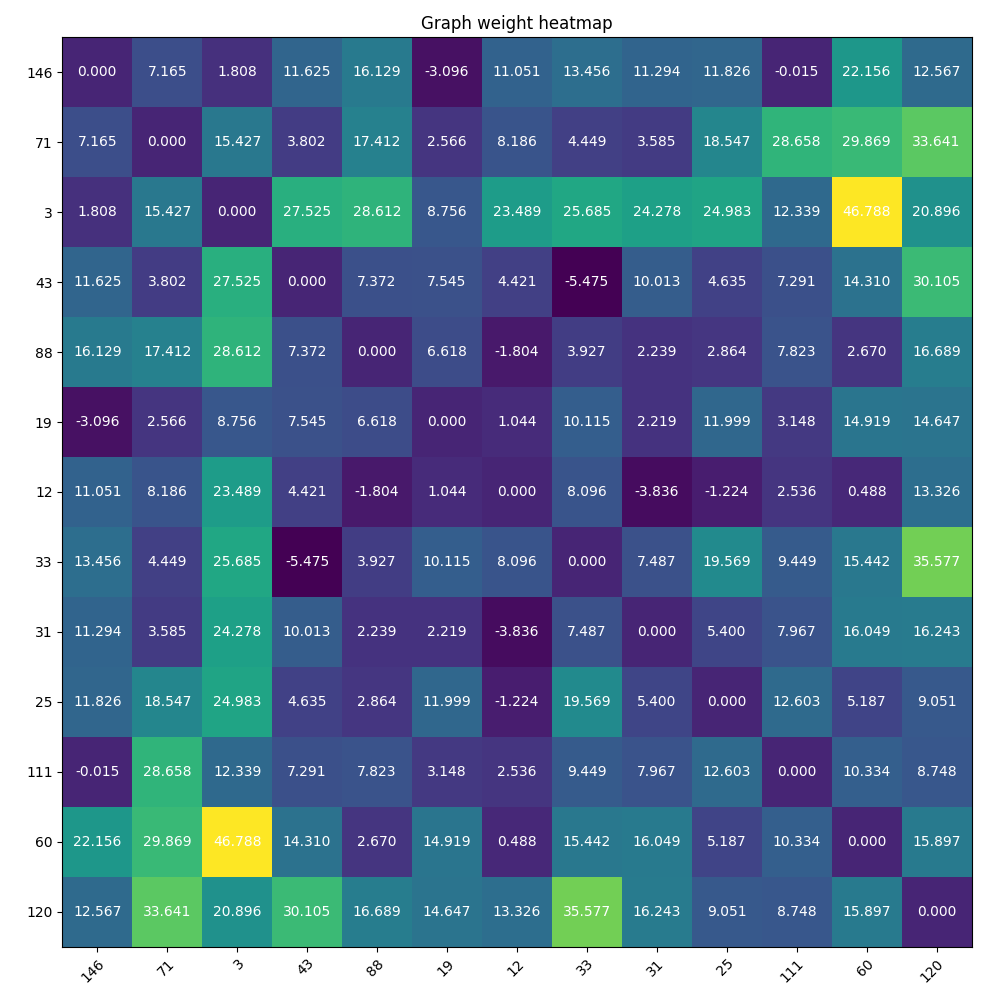 Graph weight heatmap
146 0.000 7.165 1.808 11.625 16.129 -3.096 11.051 13.456 11.294 11.826 -0.015 22.156 12.567
71 7.165 0.000 15.427 3.802 17.412 2.566 8.186 4.449 3.585 18.547 28.658 29.869 33.641
3 1.808 15.427 0.000 27.525 28.612 8.756 23.489 25.685 24.278 24.983 12.339 46.788 20.896
43 11.625 3.802 27.525 0.000 7.372 7.545 4.421 -5.475 10.013 4.635 7.291 14.310 30.105
88 16.129 17.412 28.612 7.372 0.000 6.618 -1.804 3.927 2.239 2.864 7.823 2.670 16.689
19 -3.096 2.566 8.756 7.545 6.618 0.000 1.044 10.115 2.219 11.999 3.148 14.919 14.647
12 11.051 8.186 23.489 4.421 -1.804 1.044 0.000 8.096 -3.836 -1.224 2.536 0.488 13.326
33 13.456 4.449 25.685 -5.475 3.927 10.115 8.096 0.000 7.487 19.569 9.449 15.442 35.577
31 11.294 3.585 24.278 10.013 2.239 2.219 -3.836 7.487 0.000 5.400 7.967 16.049 16.243
25 11.826 18.547 24.983 4.635 2.864 11.999 -1.224 19.569 5.400 0.000 12.603 5.187 9.051
111 -0.015 28.658 12.339 7.291 7.823 3.148 2.536 9.449 7.967 12.603 0.000 10.334 8.748
60 22.156 29.869 46.788 14.310 2.670 14.919 0.488 15.442 16.049 5.187 10.334 0.000 15.897
120 12.567 33.641 20.896 30.105 16.689 14.647 13.326 35.577 16.243 9.051 8.748 15.897 0.000
146 71 3 43 88 19 12 33 31 25 111 60 120